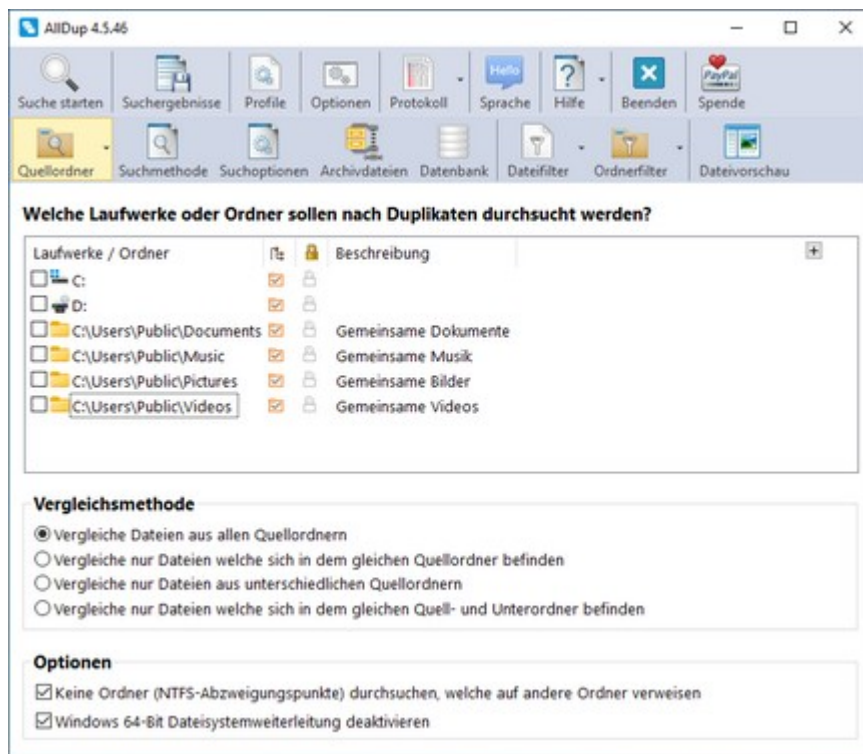 AllDup 4.5.46
Suche starten Suchergebnisse Profile Optionen Protokoll Hello Sprache ? Hilfe Beenden PayPal Spende
Quellordner Suchmethode Suchoptionen Archivdateien Datenbank Dateifilter Ordnerfilter Dateivorschau
Welche Laufwerke oder Ordner sollen nach Duplikaten durchsucht werden?
Laufwerke / Ordner Beschreibung
C:
D:
C:\Users\Public\Documents Gemeinsame Dokumente
C:\Users\Public\Music Gemeinsame Musik
C:\Users\Public\Pictures Gemeinsame Bilder
C:\Users\Public\Videos Gemeinsame Videos
Vergleichsmethode
Vergleiche Dateien aus allen Quellordnern
Vergleiche nur Dateien welche sich in dem gleichen Quellordner befinden
Vergleiche nur Dateien aus unterschiedlichen Quellordnern
Vergleiche nur Dateien welche sich in dem gleichen Quell- und Unterordner befinden
Optionen
Keine Ordner (NTFS-Abzweigungspunkte) durchsuchen, welche auf andere Ordner verweisen
Windows 64-Bit Dateisystemweiterleitung deaktivieren